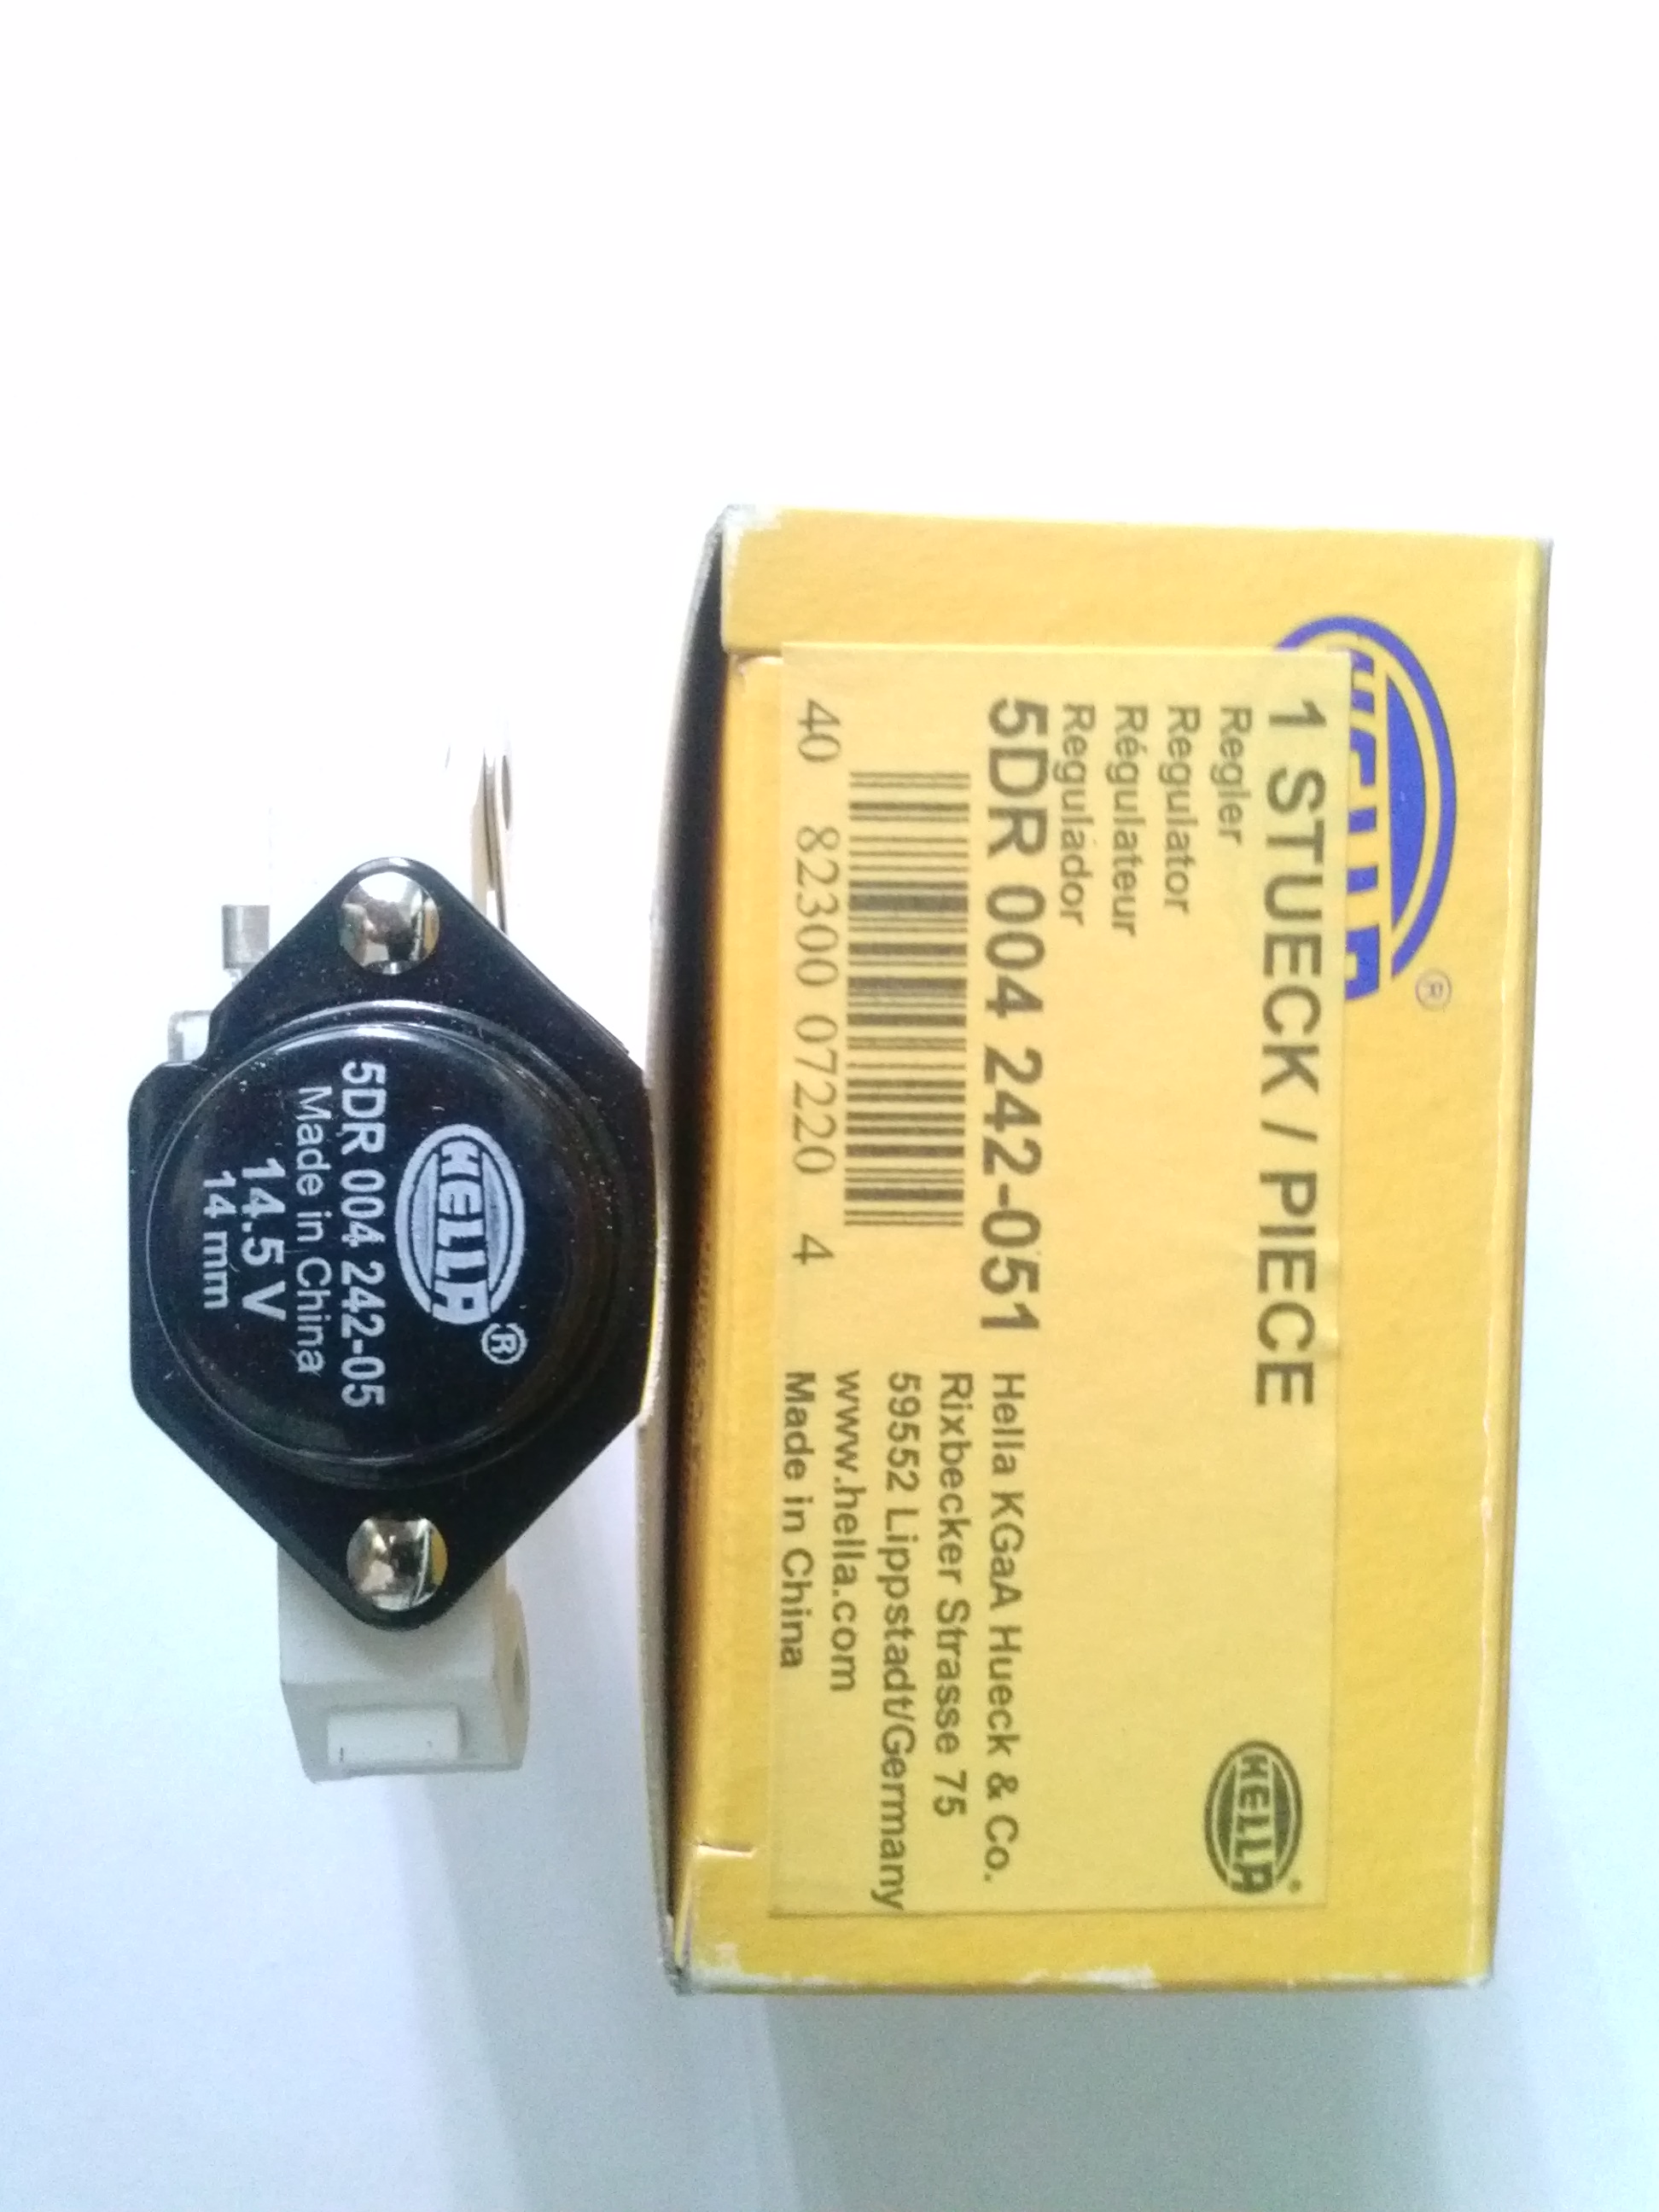 HELLA ®
5DR 004 242-05
Made in China
14.5 V
14 mm
HELLA ®
1 STUECK / PIECE
Regler
Regulator
Régulateur
Regulador
5DR 004 242-051
40 82300 07220 4
HELLA
Hella KGaA Hueck & Co.
Rixbecker Strasse 75
59552 Lippstadt/Germany
www.hella.com
Made in China